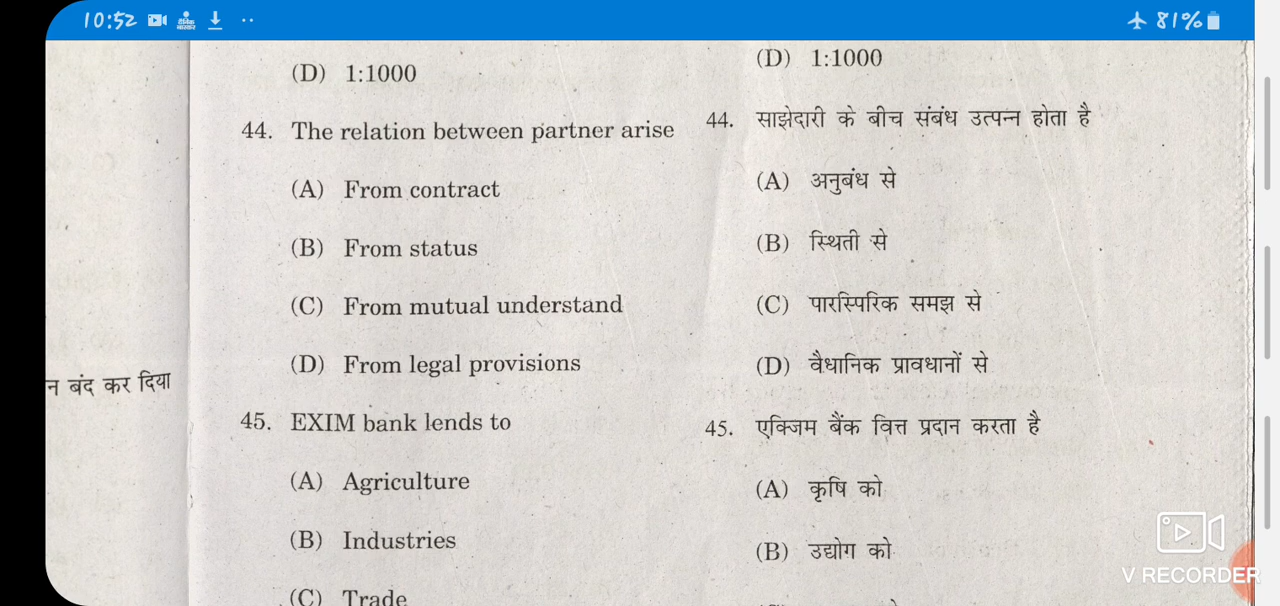 10:52
81%
(D) 1:1000
44. The relation between partner arise
(A) From contract
(B) From status
(C) From mutual understand
(D) From legal provisions
45. EXIM bank lends to
(A) Agriculture
(B) Industries
(C) Trade
(D) 1:1000
44. साझेदारी के बीच संबंध उत्पन्न होता है
(A) अनुबंध से
(B) स्थिती से
(C) पारस्पिरिक समझ से
(D) वैधानिक प्रावधानों से
45. एक्जिम बैंक वित्त प्रदान करता है
(A) कृषि को
(B) उद्योग को
न बंद कर दिया
V RECORDER